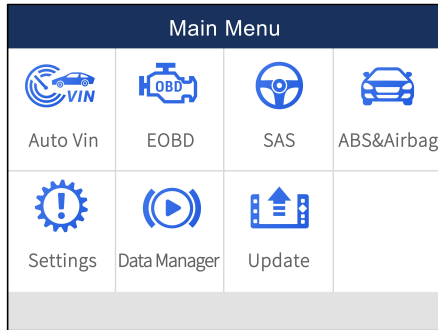 Main Menu
VIN
OBD
Auto Vin
EOBD
SAS
ABS&Airbag
Settings
Data Manager
Update